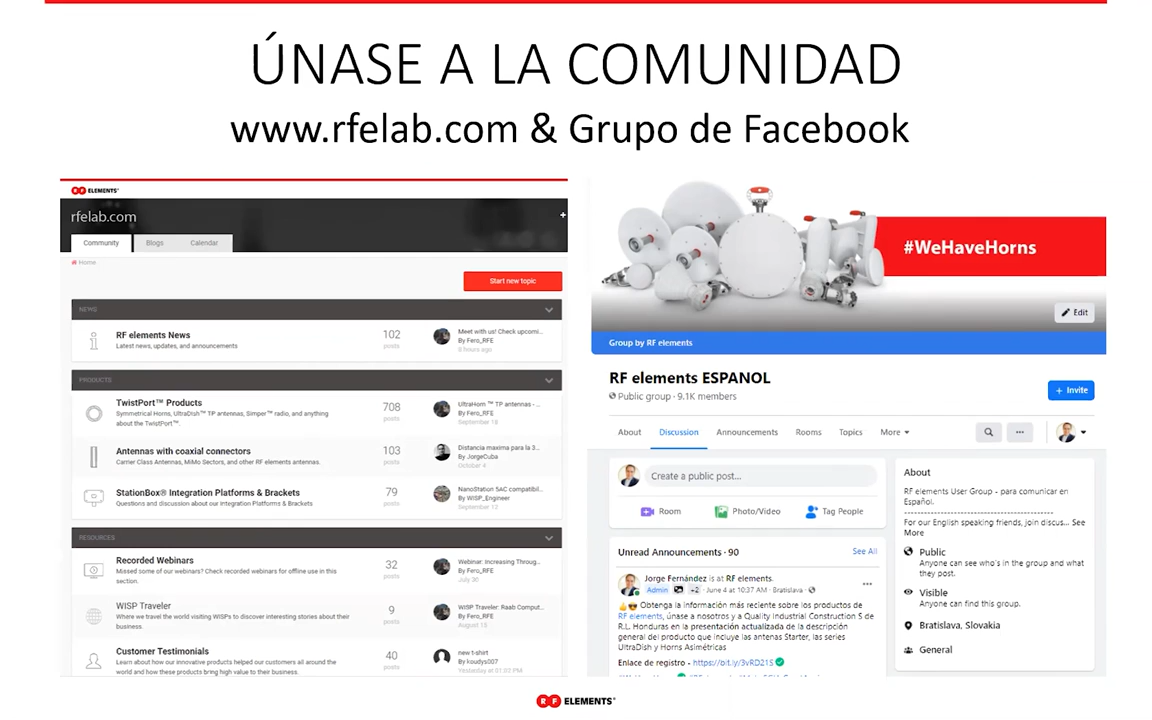 ÚNASE A LA COMUNIDAD
www.rfelab.com & Grupo de Facebook
RF ELEMENTS
rfelab.com
+
Community Blogs Calendar
Home
Start new topic
NEWS
RF elements News
Latest news, updates, and announcements
102
posts
Meet with us! Check upcomi...
By Fero_RFE
8 hours ago
PRODUCTS
TwistPort™ Products
Symmetrical Horns, UltraDish™ TP antennas, Simper™ radio, and anything
about the TwistPort™.
708
posts
UltraHorn ™ TP antennas - ...
By Fero_RFE
September 18
Antennas with coaxial connectors
Carrier Class Antennas, MiMo Sectors, and other RF elements antennas.
103
posts
Distancia maxima para la 3...
By JorgeCuba
October 4
StationBox® Integration Platforms & Brackets
Questions and discussion about our Integration Platforms & Brackets
79
posts
NanoStation 5AC compatibil...
By WISP_Engineer
September 12
RESOURCES
Recorded Webinars
Missed some of our webinars? Check recorded webinars for offline use in this
section.
32
posts
Webinar: Increasing Throug...
By Fero_RFE
July 30
WISP Traveler
Where we travel the world visiting WISPs to discover interesting stories about their
business.
9
posts
WISP Traveler: Raab Comput...
By Fero_RFE
August 15
Customer Testimonials
Learn about how our innovative products helped our customers all around the
world and how these products bring high value to their business.
40
posts
new t-shirt
By koudys007
Yesterday at 01:02 PM
#WeHaveHorns
Edit
Group by RF elements
RF elements ESPANOL
Public group · 9.1K members
+ Invite
About Discussion Announcements Rooms Topics More
Create a public post...
Room Photo/Video Tag People
Unread Announcements · 90 See All
Jorge Fernández is at RF elements.
Admin +2 · June 4 at 10:37 AM · Bratislava ·
Obtenga la información más reciente sobre los productos de
RF elements, únase a nosotros y a Quality industrial Construction S de
R.L. Honduras en la presentación actualizada de la descripción
general del producto que incluye las antenas Starter, las series
UltraDish y Horns Asimétricas
Enlace de registro - https://bit.ly/3vRD21S
About
RF elements User Group - para comunicar en
Español.
For our English speaking friends, join discus... See
More
Public
Anyone can see who's in the group and what
they post.
Visible
Anyone can find this group.
Bratislava, Slovakia
General
RF ELEMENTS